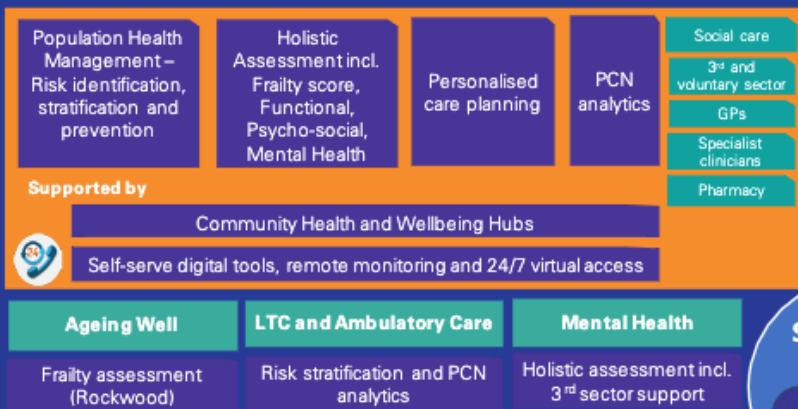 Population Health
Management –
Risk identification,
stratification and
prevention
Holistic
Assessment incl.
Frailty score,
Functional,
Psycho-social,
Mental Health
Personalised
care planning
PCN
analytics
Social care
3rd and
voluntary sector
GPs
Specialist
clinicians
Pharmacy
Supported by
Community Health and Wellbeing Hubs
24
Self-serve digital tools, remote monitoring and 24/7 virtual access
Ageing Well
LTC and Ambulatory Care
Mental Health
Frailty assessment
(Rockwood)
Risk stratification and PCN
analytics
Holistic assessment incl.
3rd sector support
S